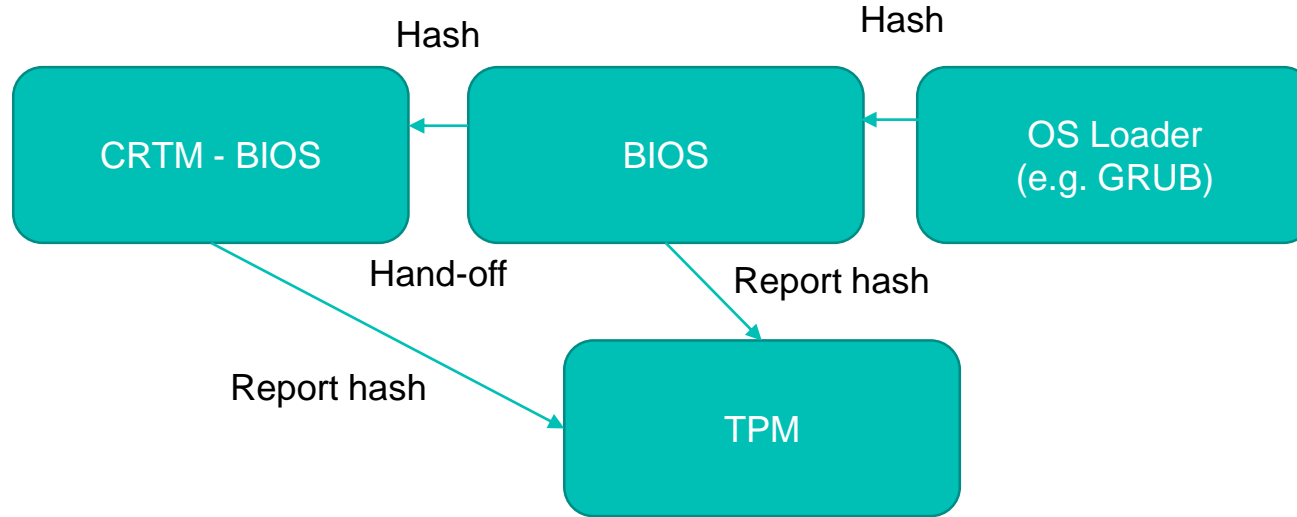 Hash
Hash
CRTM - BIOS
BIOS
OS Loader
(e.g. GRUB)
Hand-off
Report hash
Report hash
TPM